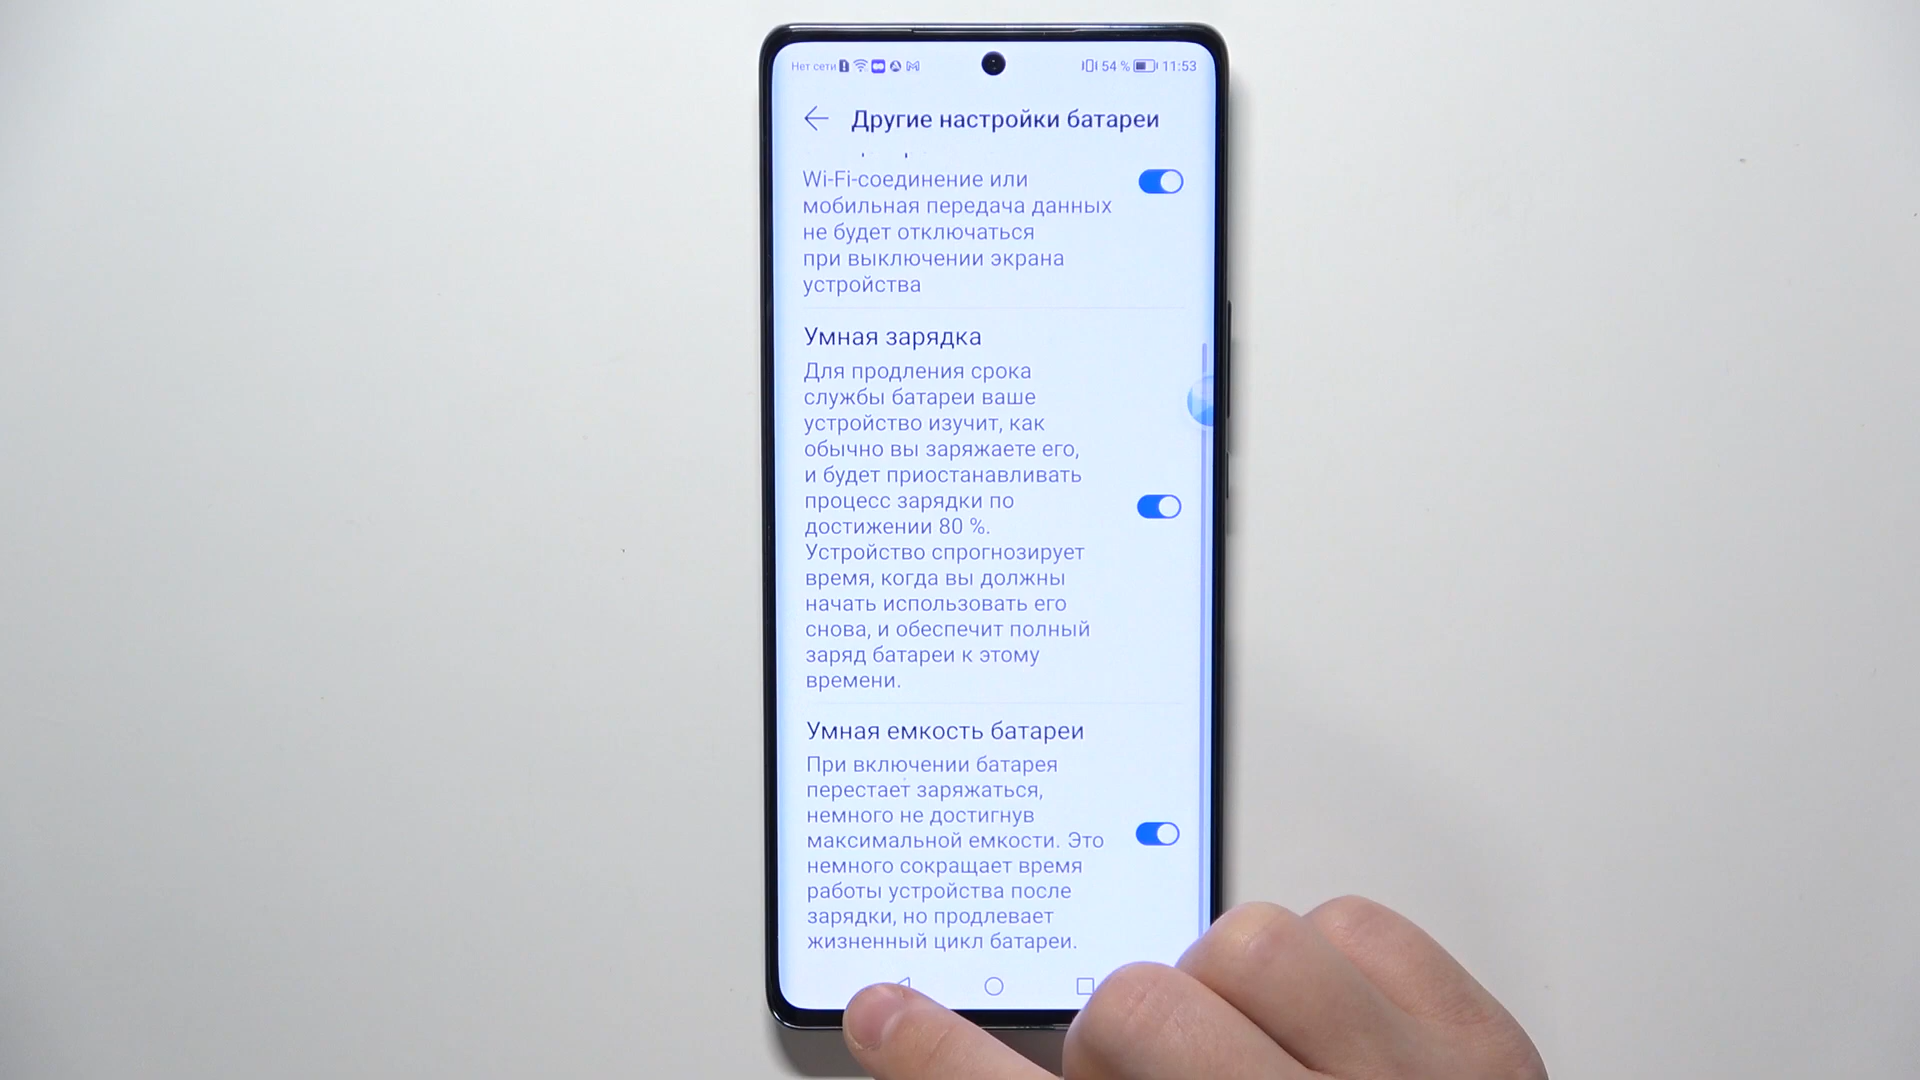 Нет сети 54 % 11:53
Другие настройки батареи
Wi-Fi-соединение или
мобильная передача данных
не будет отключаться
при выключении экрана
устройства
Умная зарядка
Для продления срока
службы батареи ваше
устройство изучит, как
обычно вы заряжаете его,
и будет приостанавливать
процесс зарядки по
достижении 80 %.
Устройство спрогнозирует
время, когда вы должны
начать использовать его
снова, и обеспечит полный
заряд батареи к этому
времени.
Умная емкость батареи
При включении батарея
перестает заряжаться,
немного не достигнув
максимальной емкости. Это
немного сокращает время
работы устройства после
зарядки, но продлевает
жизненный цикл батареи.